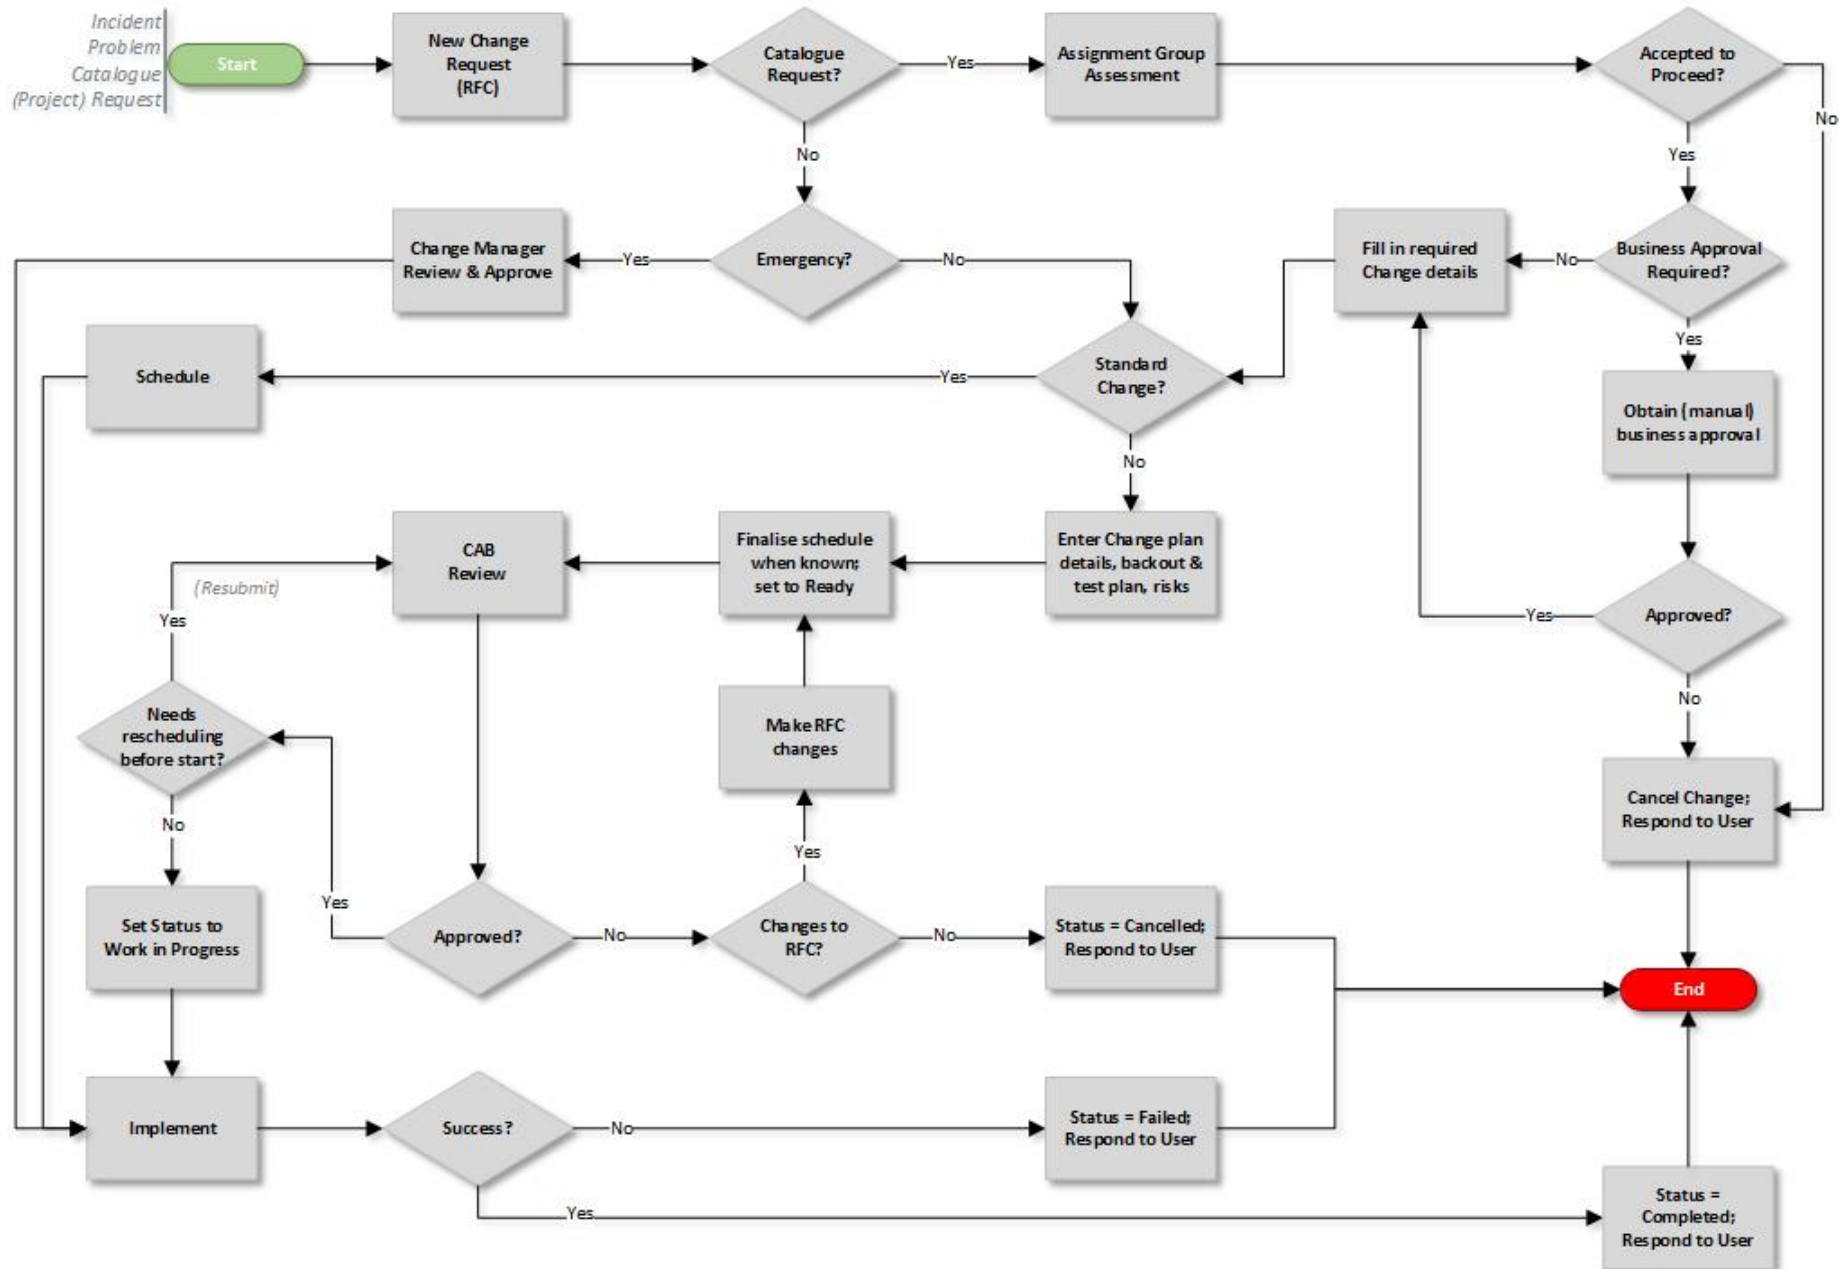 Incident
Problem
Catalogue
(Project) Request
Start
New Change
Request
(RFC)
Catalogue
Request?
Yes
Assignment Group
Assessment
Accepted to
Proceed?
No
No
Yes
Change Manager
Review & Approve
Yes
Emergency?
No
Fill in required
Change details
No
Business Approval
Required?
Schedule
Yes
Standard
Change?
Yes
Obtain (manual)
business approval
No
CAB
Review
Finalise schedule
when known;
set to Ready
Enter Change plan
details, backout &
test plan, risks
(Resubmit)
Yes
Yes
Approved?
No
Needs
rescheduling
before start?
Make RFC
changes
Cancel Change;
Respond to User
No
Yes
Yes
Set Status to
Work in Progress
Approved?
No
Changes to
RFC?
No
Status = Cancelled;
Respond to User
End
Implement
Success?
No
Status = Failed;
Respond to User
Yes
Status =
Completed;
Respond to User